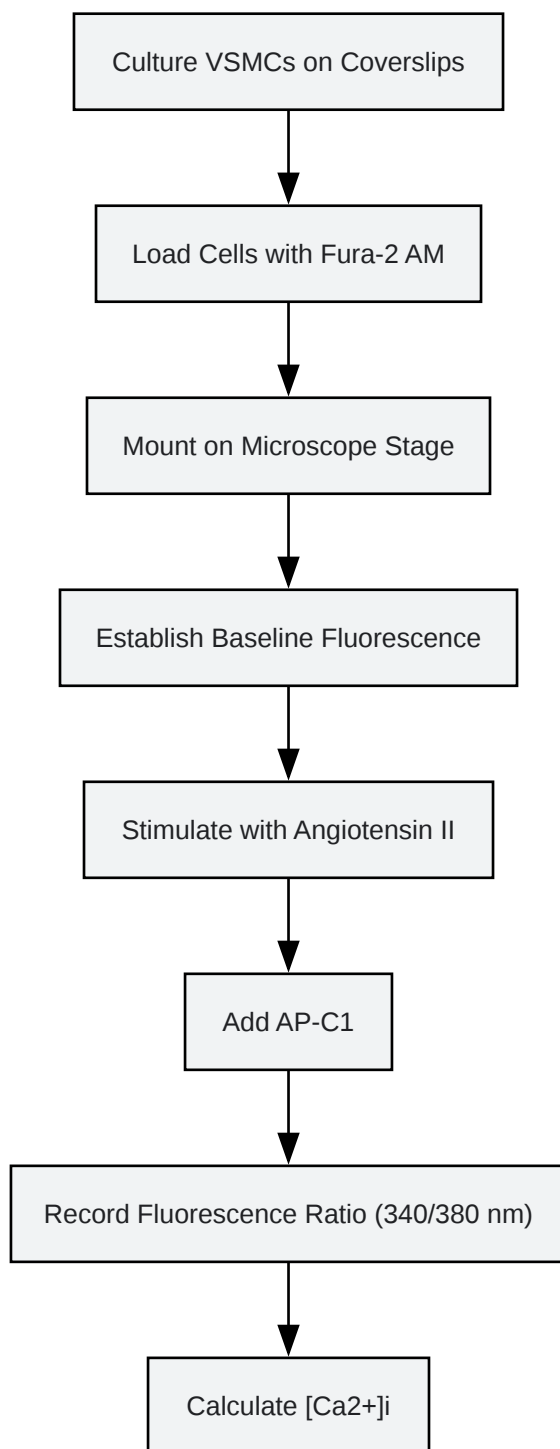 Culture VSMCs on Coverslips
Load Cells with Fura-2 AM
Mount on Microscope Stage
Establish Baseline Fluorescence
Stimulate with Angiotensin II
Add AP-C1
Record Fluorescence Ratio (340/380 nm)
Calculate [Ca2+]i